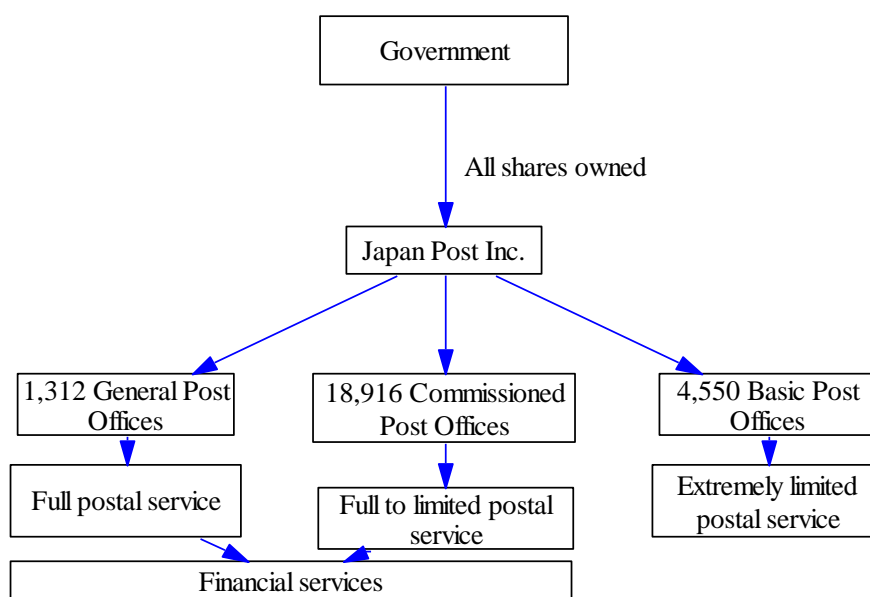 Government
All shares owned
Japan Post Inc.
1,312 General Post
Offices
18,916 Commissioned
Post Offices
4,550 Basic Post
Offices
Full postal service
Full to limited postal
service
Extremely limited
postal service
Financial services